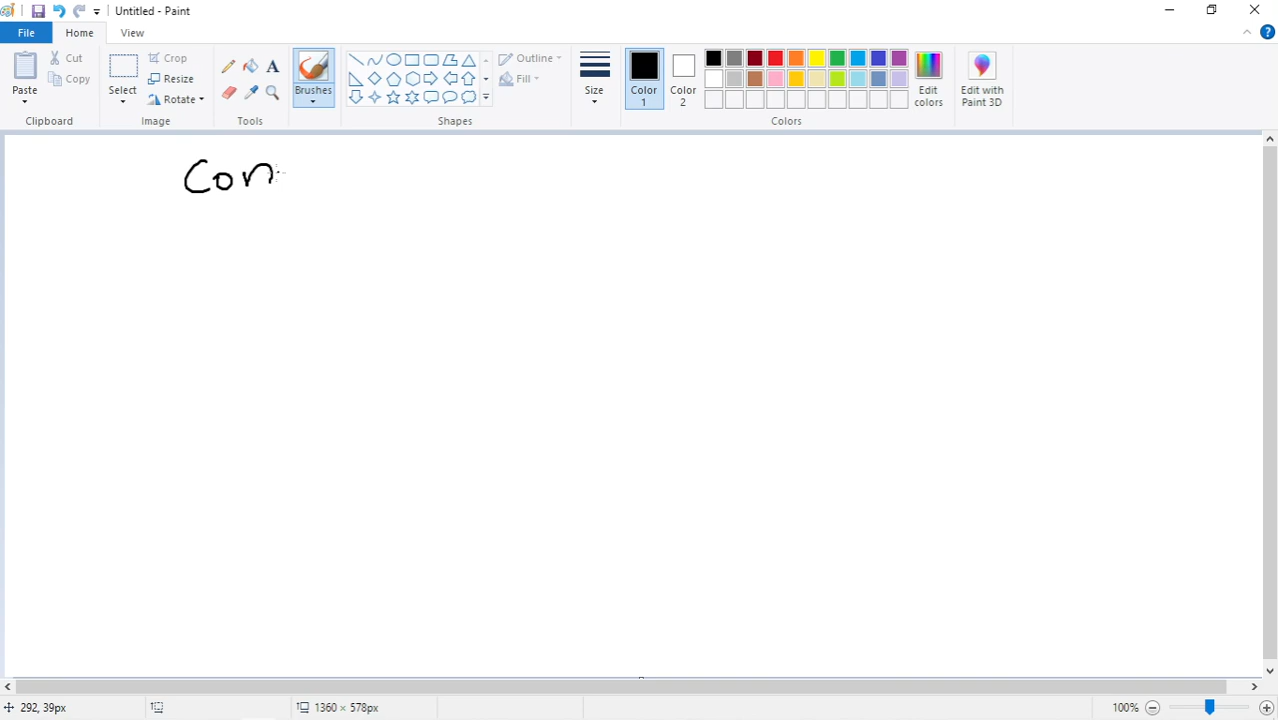 Untitled - Paint
File Home View
Paste Cut Copy Clipboard
Select Crop Resize Rotate Image
A Tools
Brushes
Outline Fill Shapes
Size
Color 1 Color 2 Edit colors Colors
Edit with Paint 3D
Con
292, 39px 1360 × 578px 100%